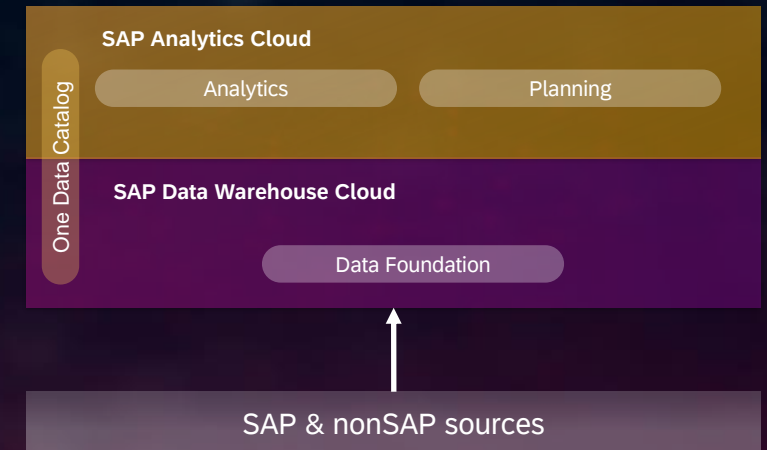 SAP Analytics Cloud
Analytics
Planning
One Data Catalog
SAP Data Warehouse Cloud
Data Foundation
SAP & nonSAP sources